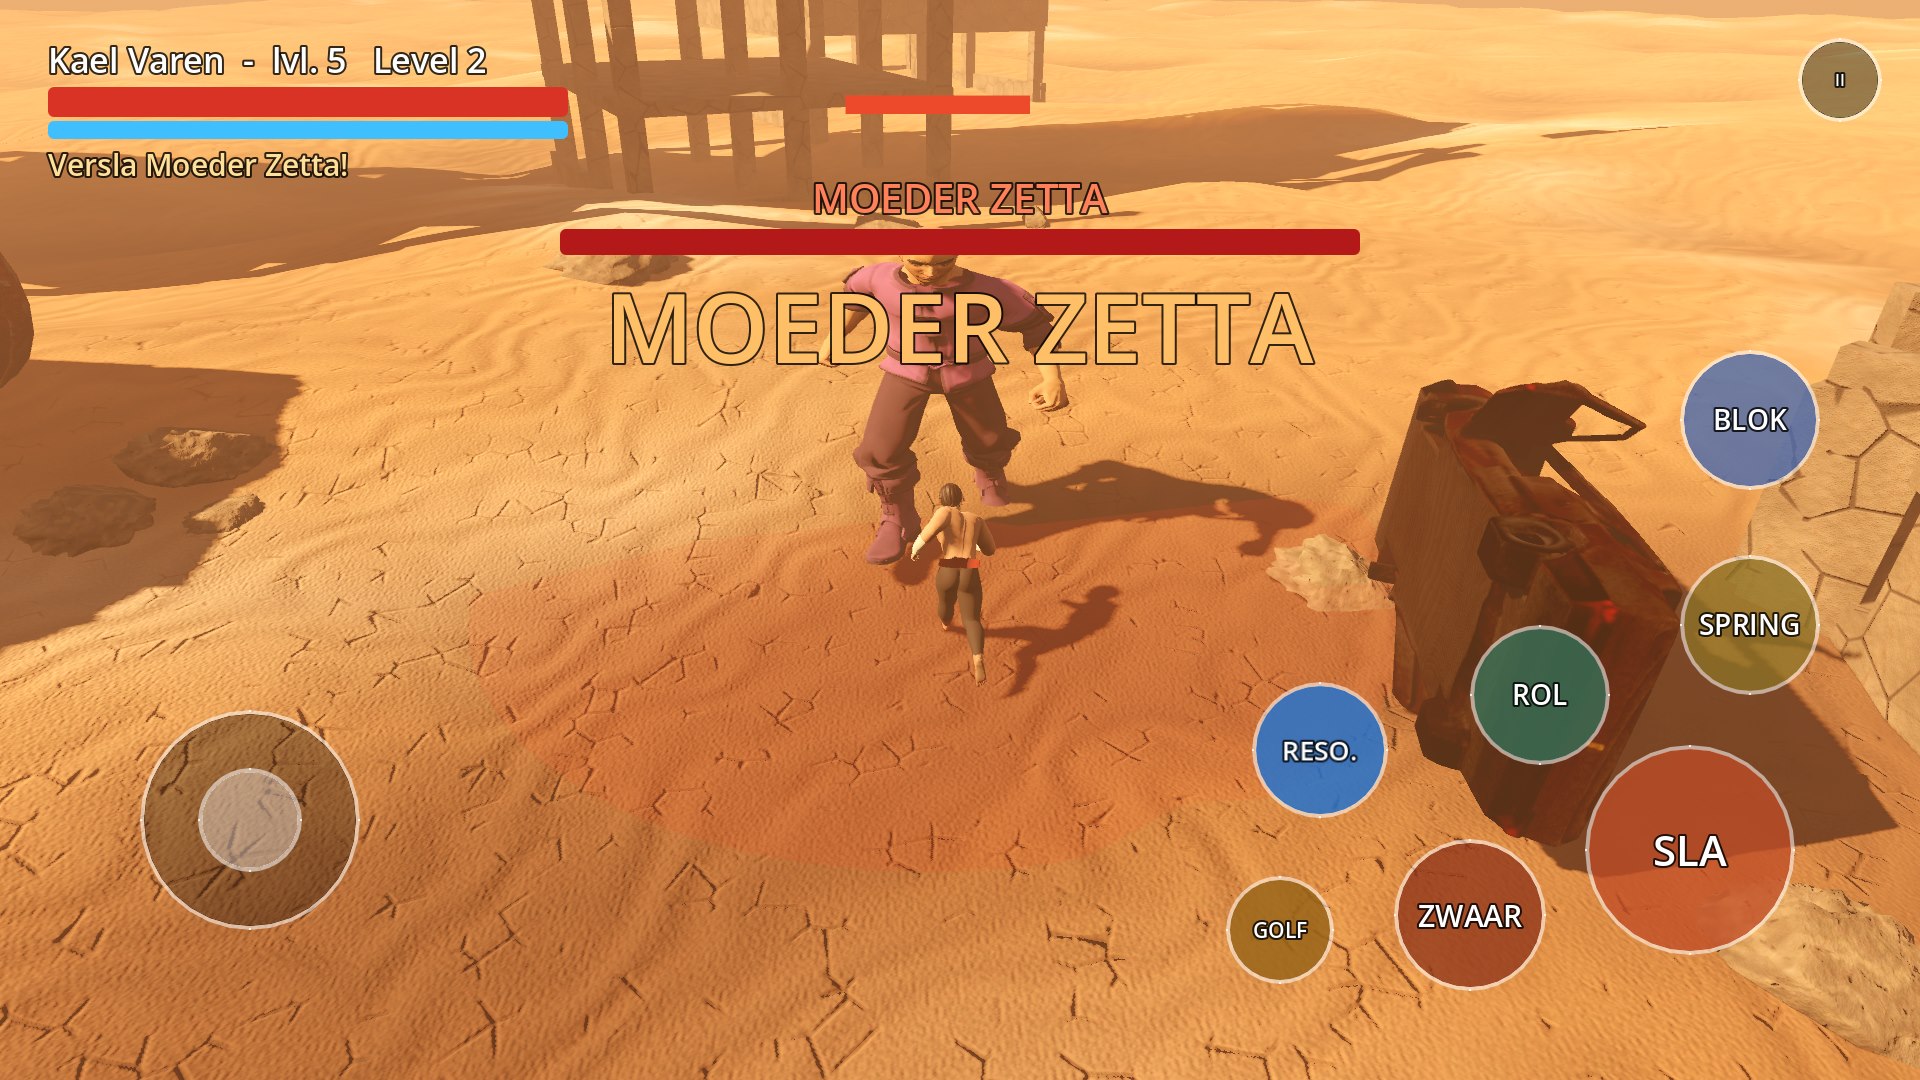 Kael Varen - lvl. 5 Level 2
II
Versla Moeder Zetta!
MOEDER ZETTA
MOEDER ZETTA
BLOK
SPRING
ROL
RESO.
SLA
ZWAAR
GOLF